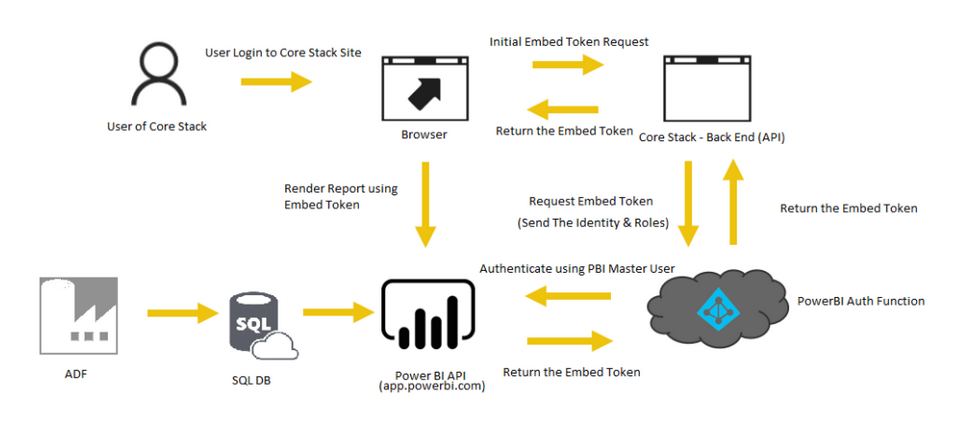 User Login to Core Stack Site
Initial Embed Token Request
User of Core Stack
Browser
Return the Embed Token
Core Stack - Back End (API)
Render Report using
Embed Token
Request Embed Token
(Send The Identity & Roles)
Return the Embed Token
Authenticate using PBI Master User
PowerBI Auth Function
SQL
ADF
SQL DB
Power BI API
(app.powerbi.com)
Return the Embed Token